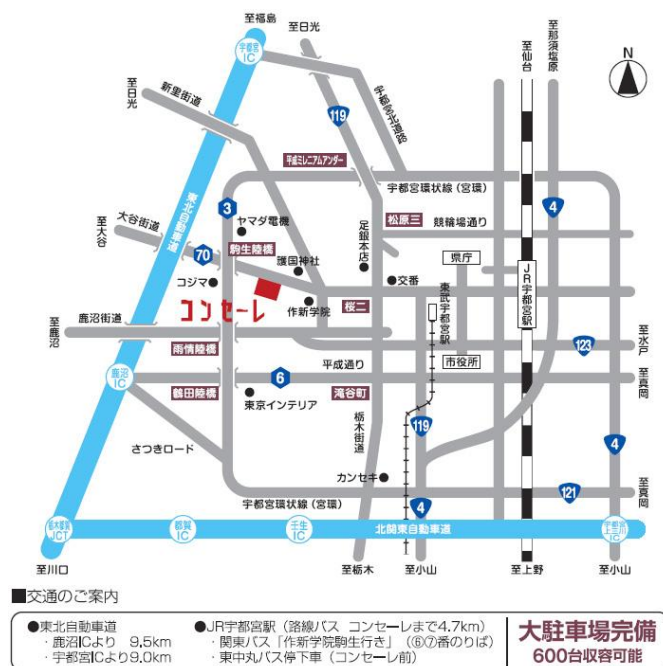 至福島
至日光
至仙台
至那須塩原
N
宇都宮
IC
至日光
新里街道
119
宇都宮北道路
平成ミレニアムアンダー
宇都宮環状線(宮環)
4
東北自動車道
3
ヤマダ電機
松原三
競輪場通り
至大谷
大谷街道
70
駒生陸橋
足銀本店
護国神社
県庁
コジマ
交番
JR宇都宮駅
コンセーレ
作新学院
桜二
東武宇都宮駅
至鹿沼
鹿沼街道
雨情陸橋
平成通り
市役所
123
至水戸
鹿沼
IC
鶴田陸橋
6
滝谷町
至真岡
東京インテリア
栃木街道
119
さつきロード
4
カンセキ
宇都宮環状線(宮環)
4
121
至真岡
栃木都賀
JCT
都賀
IC
壬生
IC
北関東自動車道
宇都宮
上三川
IC
至川口
至栃木
至小山
至上野
至小山
■交通のご案内
●東北自動車道
・鹿沼ICより 9.5km
・宇都宮ICより9.0km
●JR宇都宮駅(路線バス コンセーレまで4.7km)
・関東バス「作新学院駒生行き」(⑥⑦番のりば)
・東中丸バス停下車(コンセーレ前)
大駐車場完備
600台収容可能